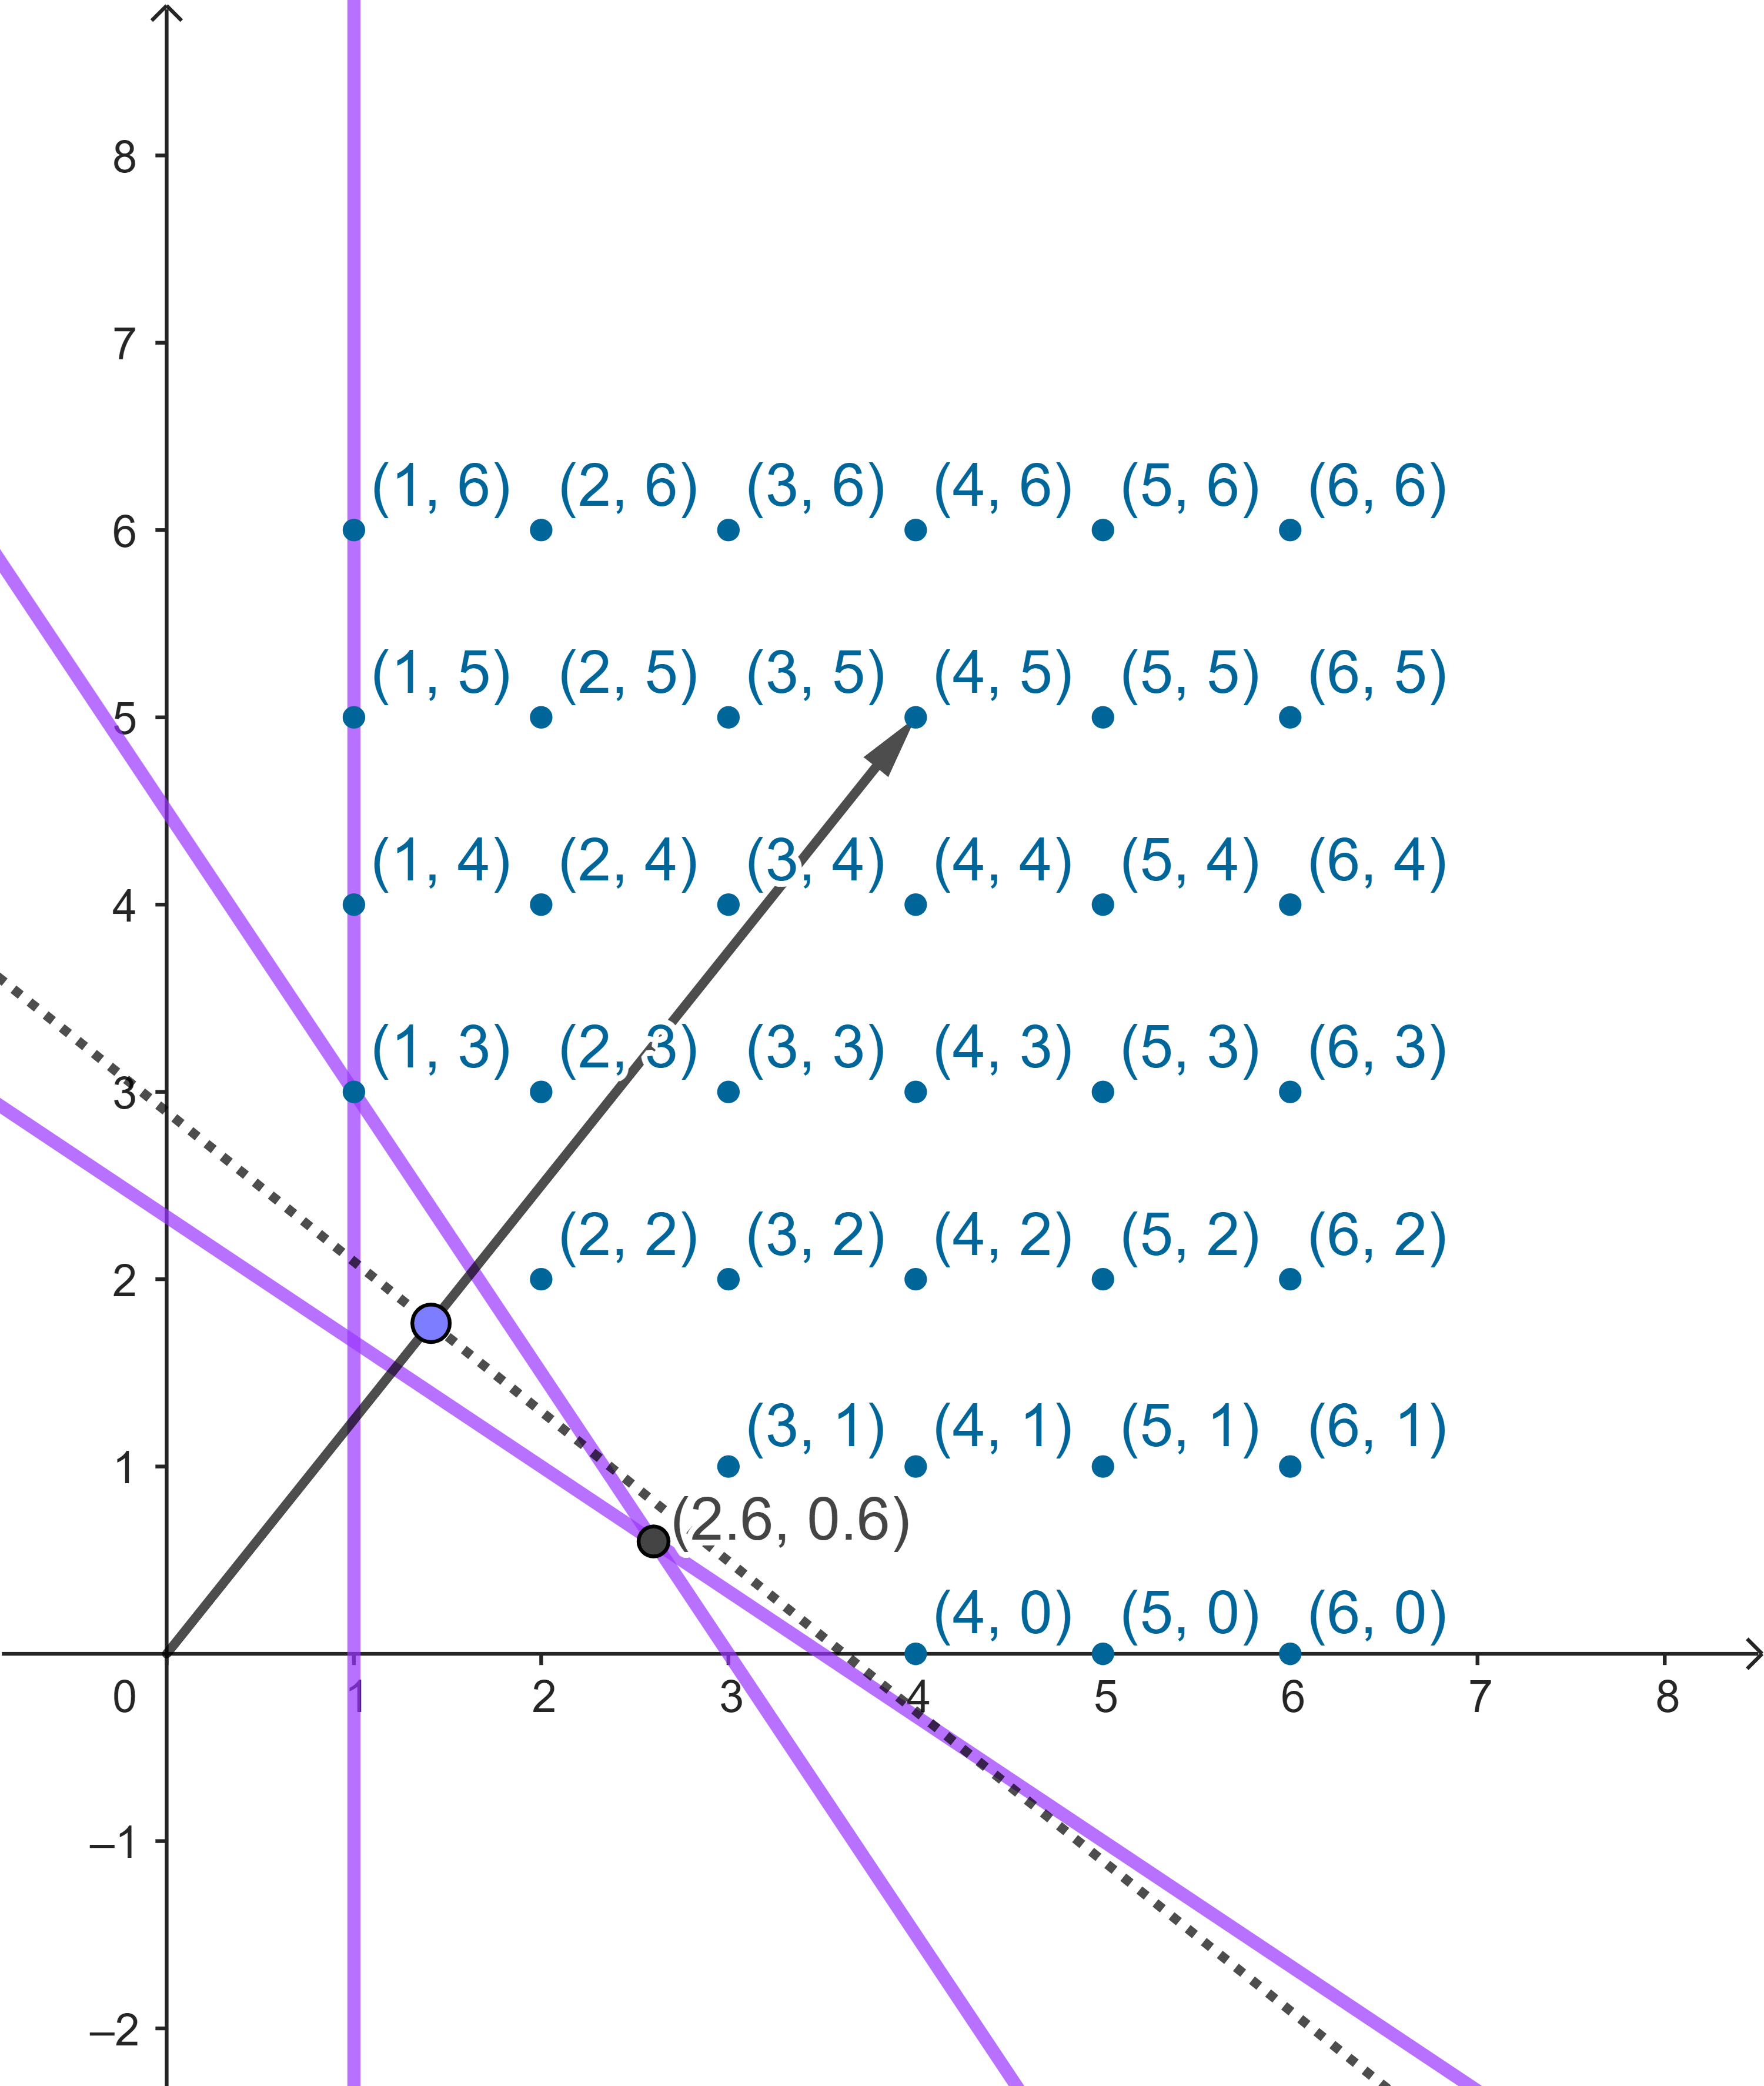 8
7
(1, 6) (2, 6) (3, 6) (4, 6) (5, 6) (6, 6)
6
(1, 5) (2, 5) (3, 5) (4, 5) (5, 5) (6, 5)
5
(1, 4) (2, 4) (3, 4) (4, 4) (5, 4) (6, 4)
4
(1, 3) (2, 3) (3, 3) (4, 3) (5, 3) (6, 3)
3
(2, 2) (3, 2) (4, 2) (5, 2) (6, 2)
2
(3, 1) (4, 1) (5, 1) (6, 1)
1
(2.6, 0.6)
(4, 0) (5, 0) (6, 0)
0 1 2 3 4 5 6 7 8
–1
–2